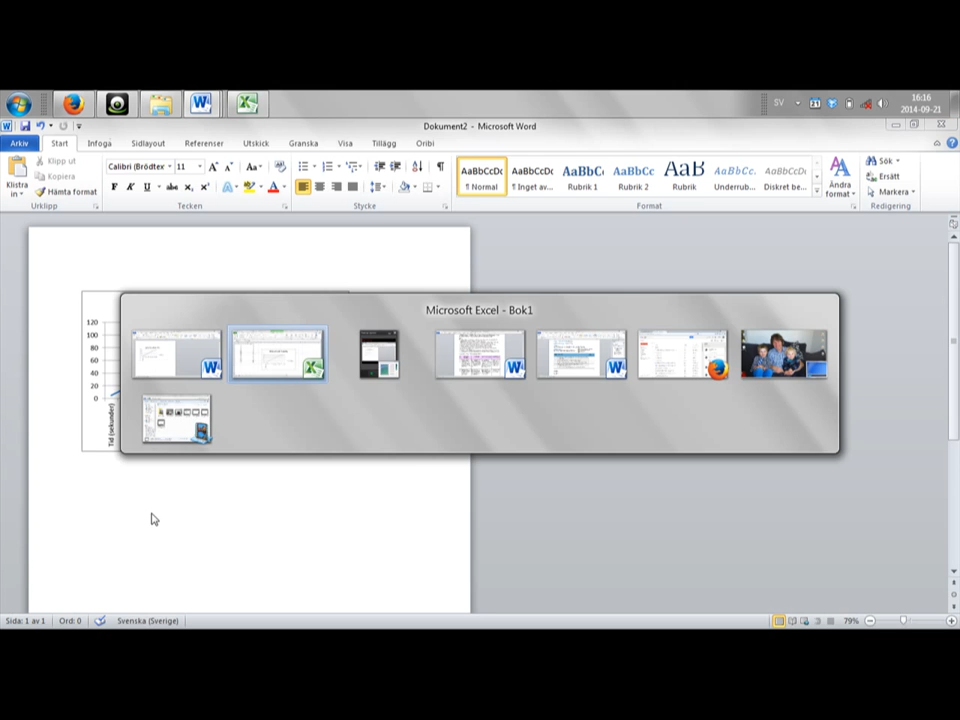 SV
31
16:16
2014-09-21
Dokument2 - Microsoft Word
Arkiv Start Infoga Sidlayout Referenser Utskick Granska Visa Tillägg Oribi
Klistra in
Klipp ut
Kopiera
Hämta format
Urklipp
Calibri (Brödtex 11
Tecken
Stycke
AaBbCcDc AaBbCcDc AaBbC AaBbCc AaB AaBbCc. AaBbCcDc
¶ Normal ¶ Inget av... Rubrik 1 Rubrik 2 Rubrik Underrub... Diskret be...
Format
Ändra format
Sök
Ersätt
Markera
Redigering
Microsoft Excel - Bok1
120
100
80
60
40
20
0
Tid (sekunder)
Sida: 1 av 1 Ord: 0 Svenska (Sverige) 79%